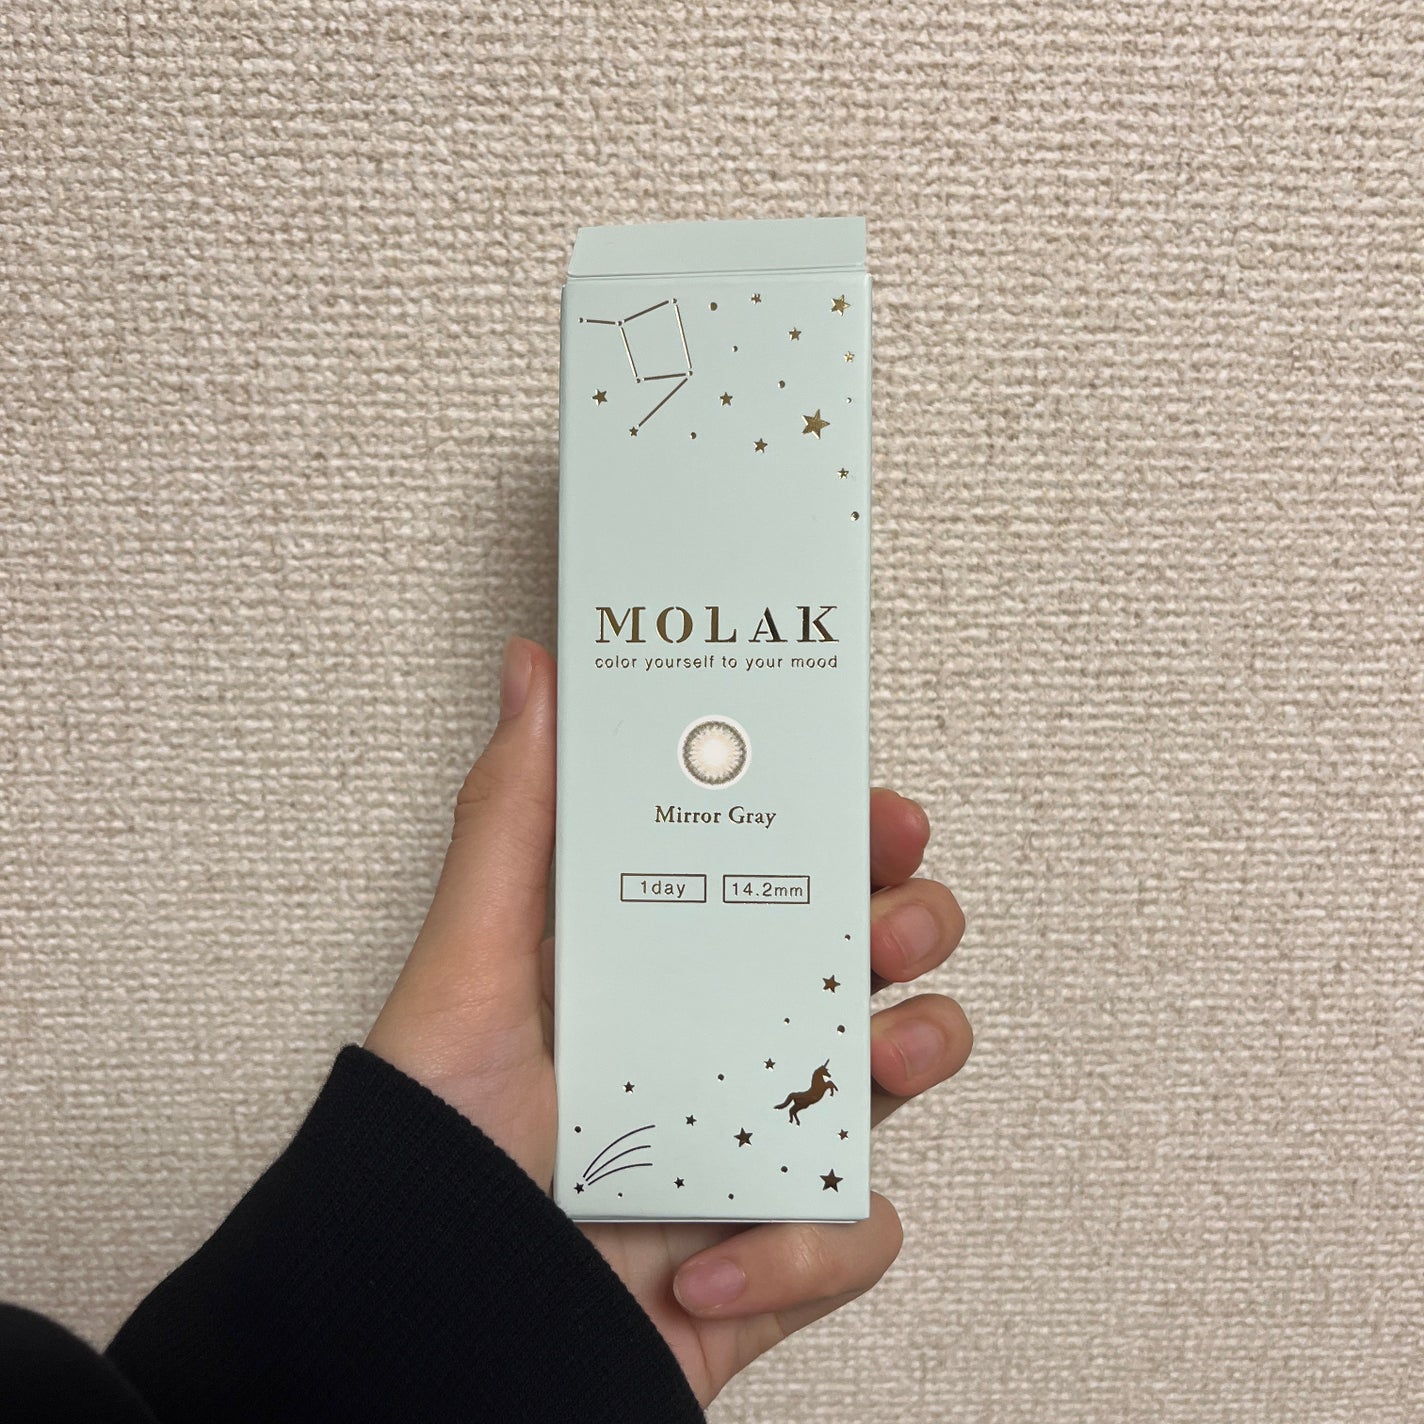 MOLAK
color yourself to your mood
Mirror Gray
1day 14.2mm